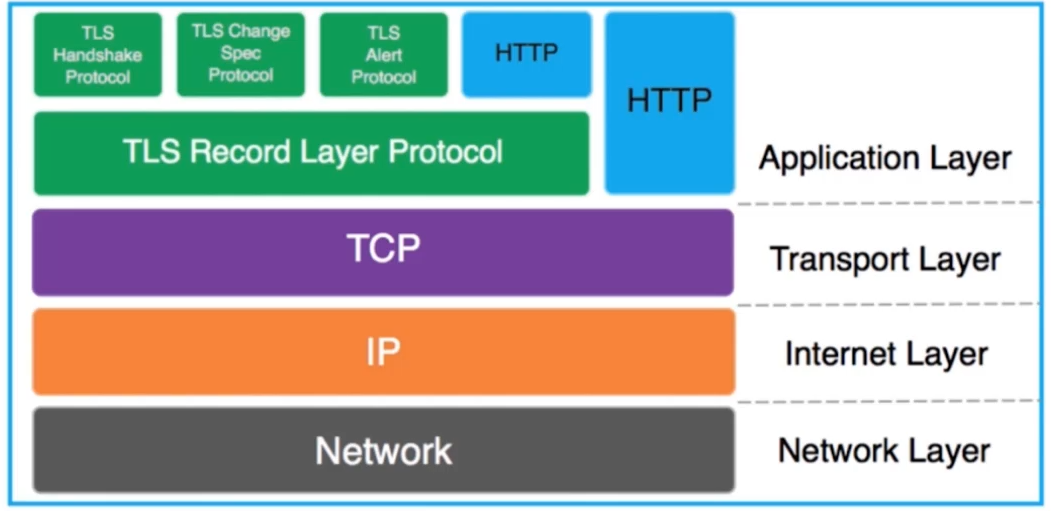 TLS
Handshake
Protocol
TLS Change
Spec
Protocol
TLS
Alert
Protocol
HTTP
HTTP
TLS Record Layer Protocol
Application Layer
TCP
Transport Layer
IP
Internet Layer
Network
Network Layer